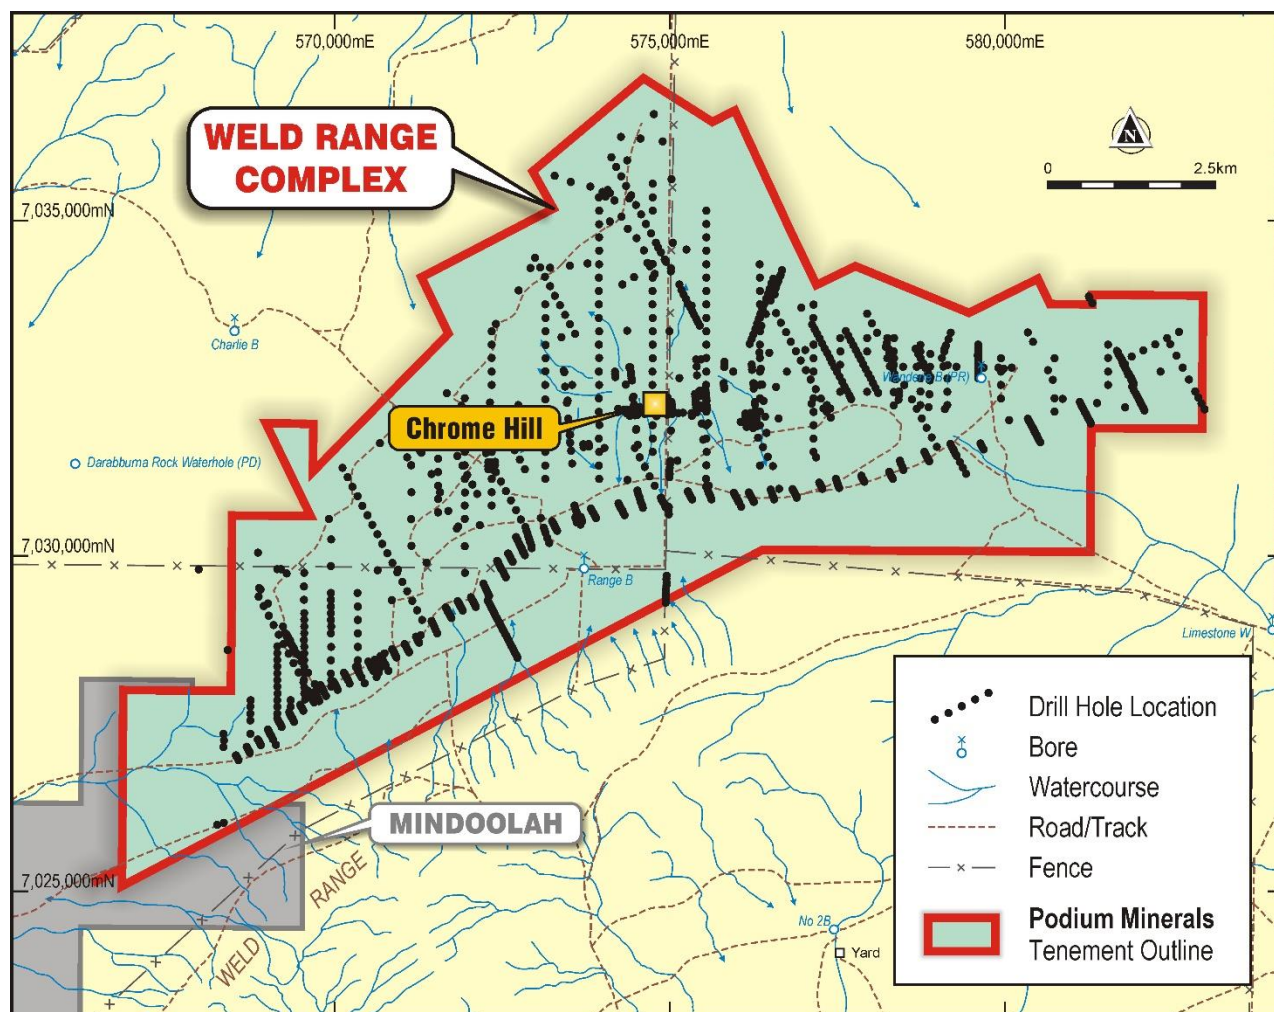 570,000mE
575,000mE
580,000mE
WELD RANGE
COMPLEX
N
0
2.5km
7,035,000mN
Charlie B
Wandene B (PR)
Chrome Hill
Darabbuma Rock Waterhole (PD)
7,030,000mN
Range B
Limestone W
MINDOOLAH
7,025,000mN
WELD RANGE
No 2B
Yard
Drill Hole Location
Bore
Watercourse
Road/Track
Fence
Podium Minerals
Tenement Outline